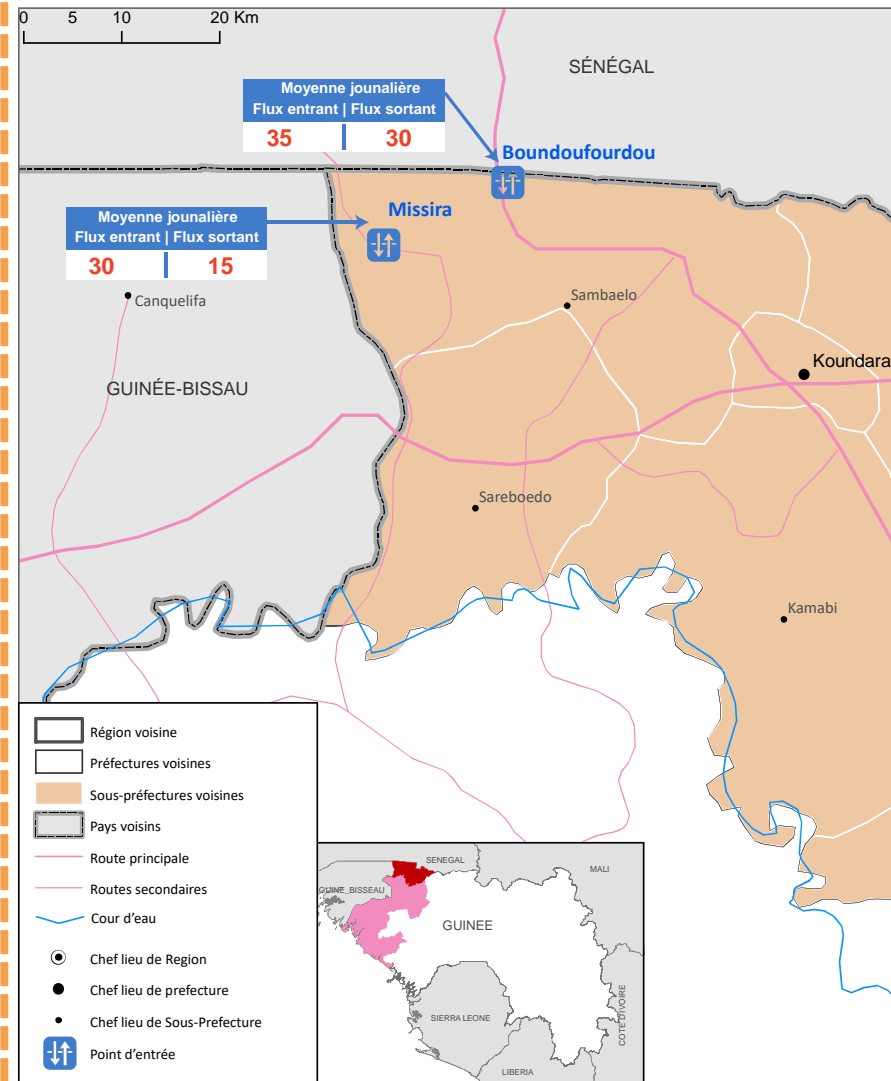 0 5 10 20 Km
SÉNÉGAL
Moyenne jounalière
Flux entrant | Flux sortant
35 | 30
Boundoufourdou
Missira
Moyenne jounalière
Flux entrant | Flux sortant
30 | 15
Canquelifa
Sambaelo
Koundara
GUINÉE-BISSAU
Sareboedo
Kamabi
Région voisine
Préfectures voisines
Sous-préfectures voisines
Pays voisins
Route principale
Routes secondaires
Cour d'eau
Chef lieu de Region
Chef lieu de prefecture
Chef lieu de Sous-Prefecture
Point d'entrée
SENEGAL
MALI
GUINE_BISSEAU
GUINEE
SIERRA LEONE
COTE D'IVOIRE
LIBERIA